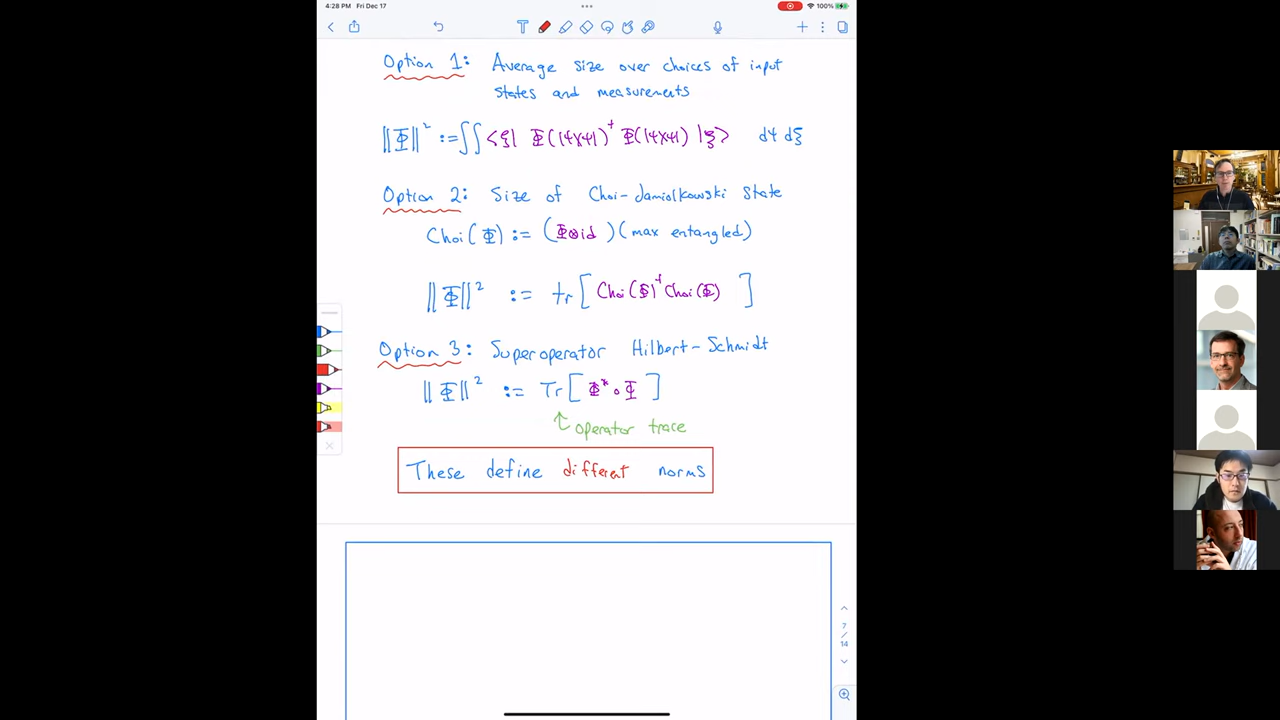 4:28 PM Fri Dec 17
100%
Option 1: Average size over choices of input
states and measurements
||Φ||² := ∫∫ <ξ| Φ(|ψ><ψ|)† Φ(|ψ><ψ|) |ξ> dψ dξ
Option 2: Size of Choi-Jamiolkowski State
Choi(Φ) := (Φ⊗id)(max entangled)
||Φ||² := tr[Choi(Φ)† Choi(Φ)]
Option 3: Superoperator Hilbert-Schmidt
||Φ||² := Tr[Φ* ∘ Φ]
↑ operator trace
These define different norms
7
/
14